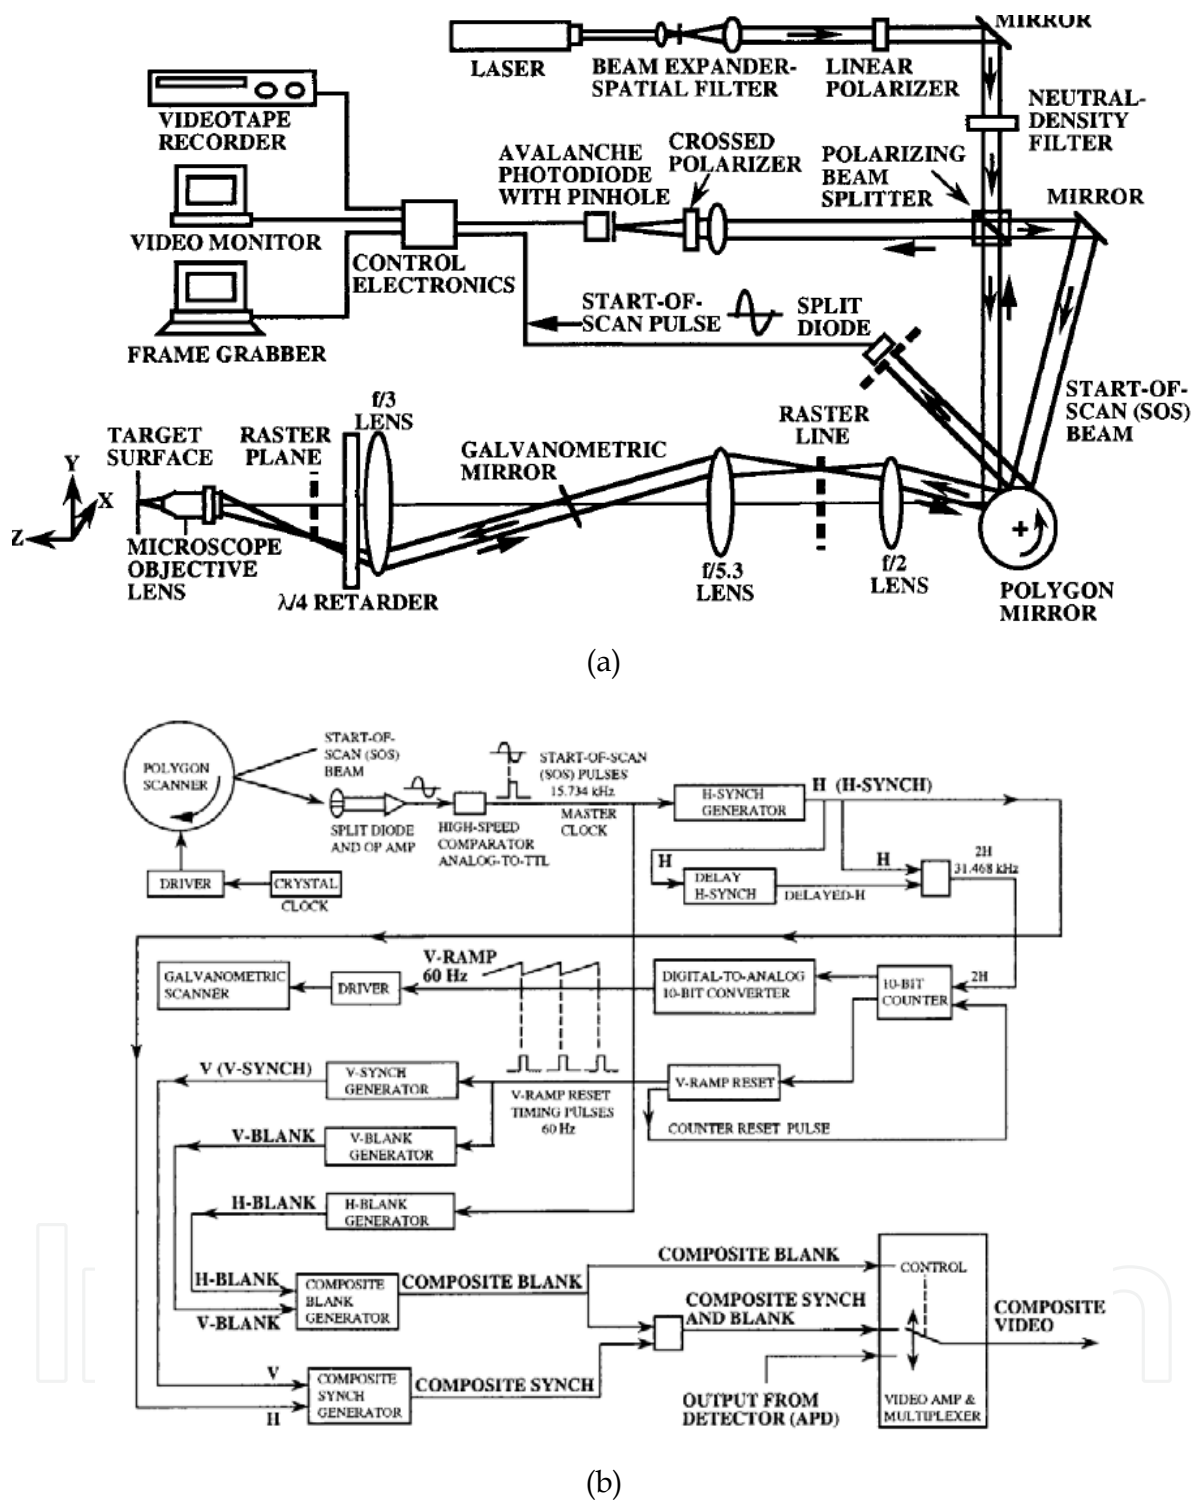 MIRROR
LASER
BEAM EXPANDER-
SPATIAL FILTER
LINEAR
POLARIZER
NEUTRAL-
DENSITY
FILTER
VIDEOTAPE
RECORDER
AVALANCHE
PHOTODIODE
WITH PINHOLE
CROSSED
POLARIZER
POLARIZING
BEAM
SPLITTER
MIRROR
VIDEO MONITOR
CONTROL
ELECTRONICS
START-OF-
SCAN PULSE
SPLIT
DIODE
FRAME GRABBER
START-OF-
SCAN (SOS)
BEAM
f/3
LENS
RASTER
LINE
TARGET
SURFACE
RASTER
PLANE
GALVANOMETRIC
MIRROR
Y
X
Z
+
MICROSCOPE
OBJECTIVE
LENS
λ/4 RETARDER
f/5.3
LENS
f/2
LENS
POLYGON
MIRROR
(a)
POLYGON
SCANNER
START-OF-
SCAN (SOS)
BEAM
START-OF-SCAN
(SOS) PULSES
15.734 kHz
MASTER
CLOCK
H-SYNCH
GENERATOR
H (H-SYNCH)
SPLIT DIODE
AND OP AMP
HIGH-SPEED
COMPARATOR
ANALOG-TO-TTL
H
DELAY
H-SYNCH
DELAYED-H
H
2H
31.468 kHz
DRIVER
CRYSTAL
CLOCK
V-RAMP
60 Hz
GALVANOMETRIC
SCANNER
DRIVER
DIGITAL-TO-ANALOG
10-BIT CONVERTER
10-BIT
COUNTER
2H
V (V-SYNCH)
V-SYNCH
GENERATOR
V-RAMP RESET
TIMING PULSES
60 Hz
V-RAMP RESET
COUNTER RESET PULSE
V-BLANK
V-BLANK
GENERATOR
H-BLANK
H-BLANK
GENERATOR
H-BLANK
V-BLANK
COMPOSITE
BLANK
GENERATOR
COMPOSITE BLANK
COMPOSITE BLANK
COMPOSITE SYNCH
AND BLANK
CONTROL
COMPOSITE
VIDEO
V
H
COMPOSITE
SYNCH
GENERATOR
COMPOSITE SYNCH
OUTPUT FROM
DETECTOR (APD)
VIDEO AMP &
MULTIPLEXER
(b)